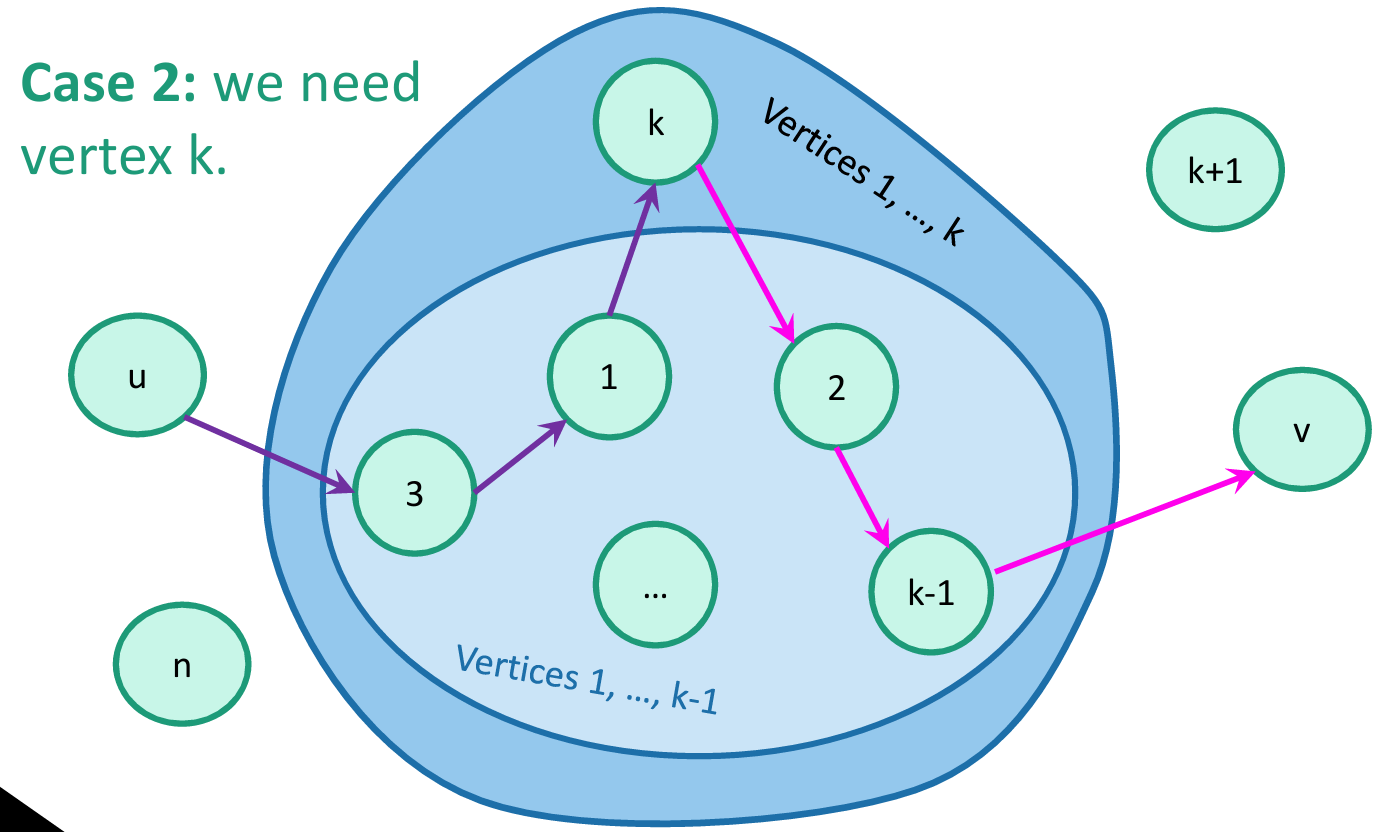 Case 2: we need
vertex k.
k
Vertices 1, …, k
k+1
u
1
2
v
3
…
k-1
n
Vertices 1, …, k-1